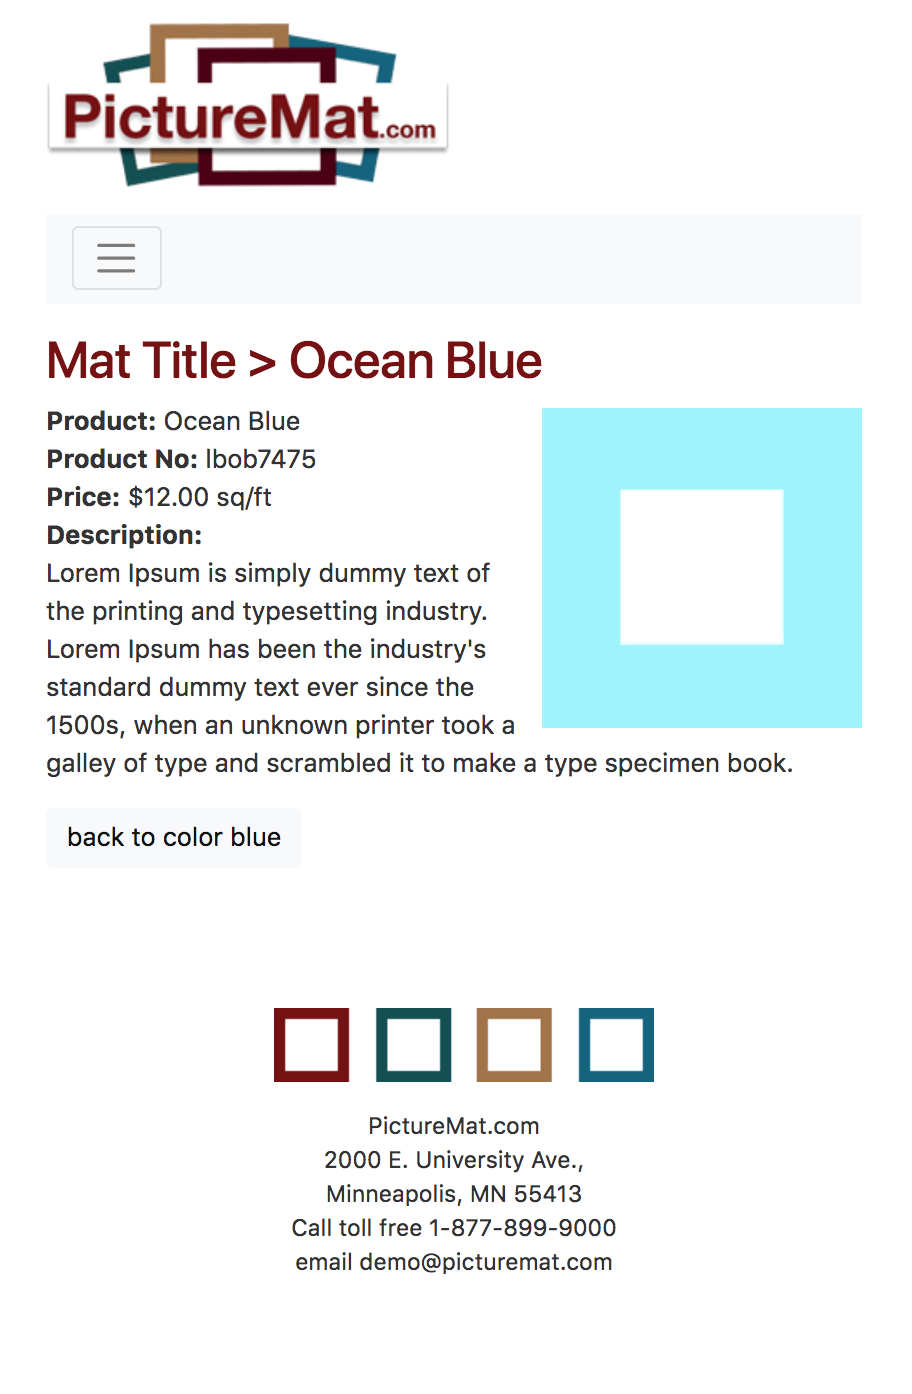 PictureMat.com
Mat Title > Ocean Blue
Product: Ocean Blue
Product No: lbob7475
Price: $12.00 sq/ft
Description:
Lorem Ipsum is simply dummy text of
the printing and typesetting industry.
Lorem Ipsum has been the industry's
standard dummy text ever since the
1500s, when an unknown printer took a
galley of type and scrambled it to make a type specimen book.
back to color blue
PictureMat.com
2000 E. University Ave.,
Minneapolis, MN 55413
Call toll free 1-877-899-9000
email demo@picturemat.com